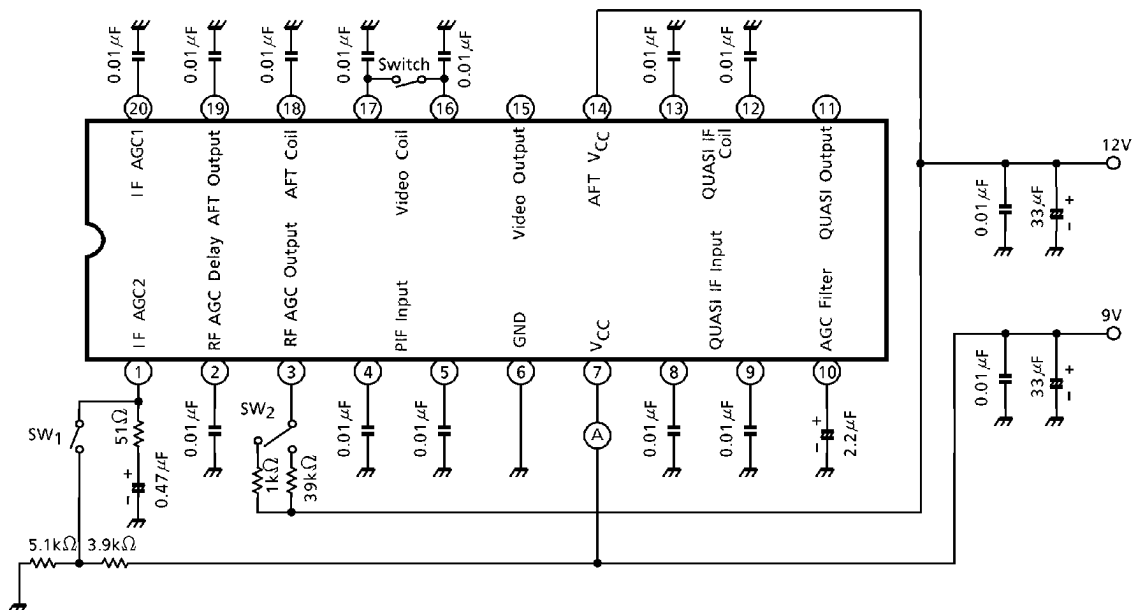 0.01μF
0.01μF
0.01μF
0.01μF
Switch
0.01μF
0.01μF
0.01μF
20
19
18
17
16
15
14
13
12
11
IF AGC1
AFT Output
AFT Coil
Video Coil
Video Output
AFT VCC
QUASI IF Coil
QUASI Output
IF AGC2
RF AGC Delay
RF AGC Output
PIF Input
GND
VCC
QUASI IF Input
AGC Filter
1
2
3
4
5
6
7
8
9
10
12V
0.01μF
33μF
+
-
9V
0.01μF
33μF
+
-
SW1
51Ω
+
-
0.47μF
0.01μF
SW2
1kΩ
39kΩ
0.01μF
0.01μF
A
0.01μF
0.01μF
+
-
2.2μF
5.1kΩ
3.9kΩ